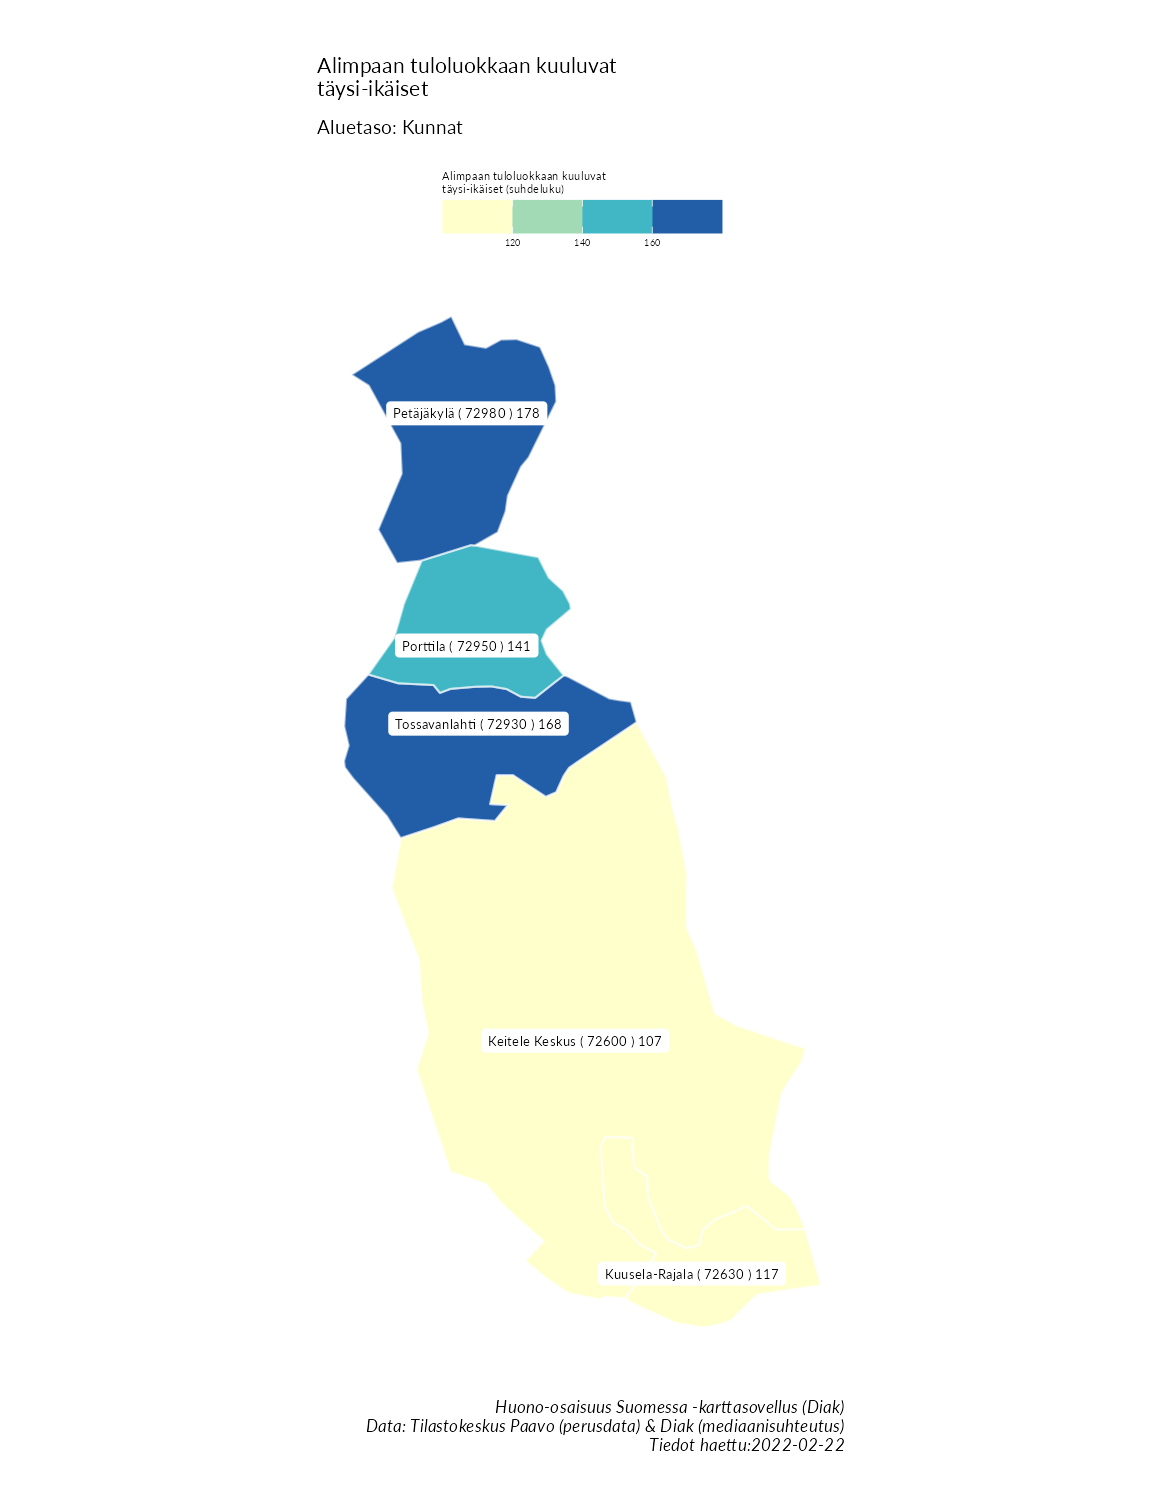 Alimpaan tuloluokkaan kuuluvat
täysi-ikäiset
Aluetaso: Kunnat
Alimpaan tuloluokkaan kuuluvat
täysi-ikäiset (suhdeluku)
120 140 160
Petäjäkylä ( 72980 ) 178
Porttila ( 72950 ) 141
Tossavanlahti ( 72930 ) 168
Keitele Keskus ( 72600 ) 107
Kuusela-Rajala ( 72630 ) 117
Huono-osaisuus Suomessa -karttasovellus (Diak)
Data: Tilastokeskus Paavo (perusdata) & Diak (mediaanisuhteutus)
Tiedot haettu:2022-02-22